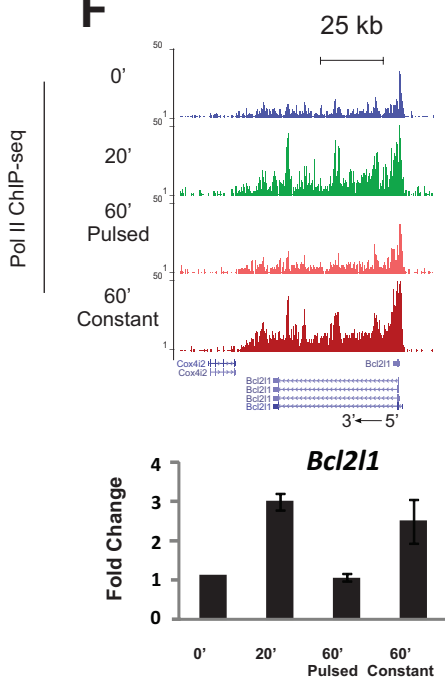 F
25 kb
Pol II ChIP-seq
50
0'
1
50
20'
1
50
60'
Pulsed
1
50
60'
Constant
1
Cox4i2
Cox4i2
Bcl2l1
Bcl2l1
Bcl2l1
Bcl2l1
Bcl2l1
3'←5'
Bcl2l1
Fold Change
4
3
2
1
0
0' 20' 60' 60'
Pulsed Constant